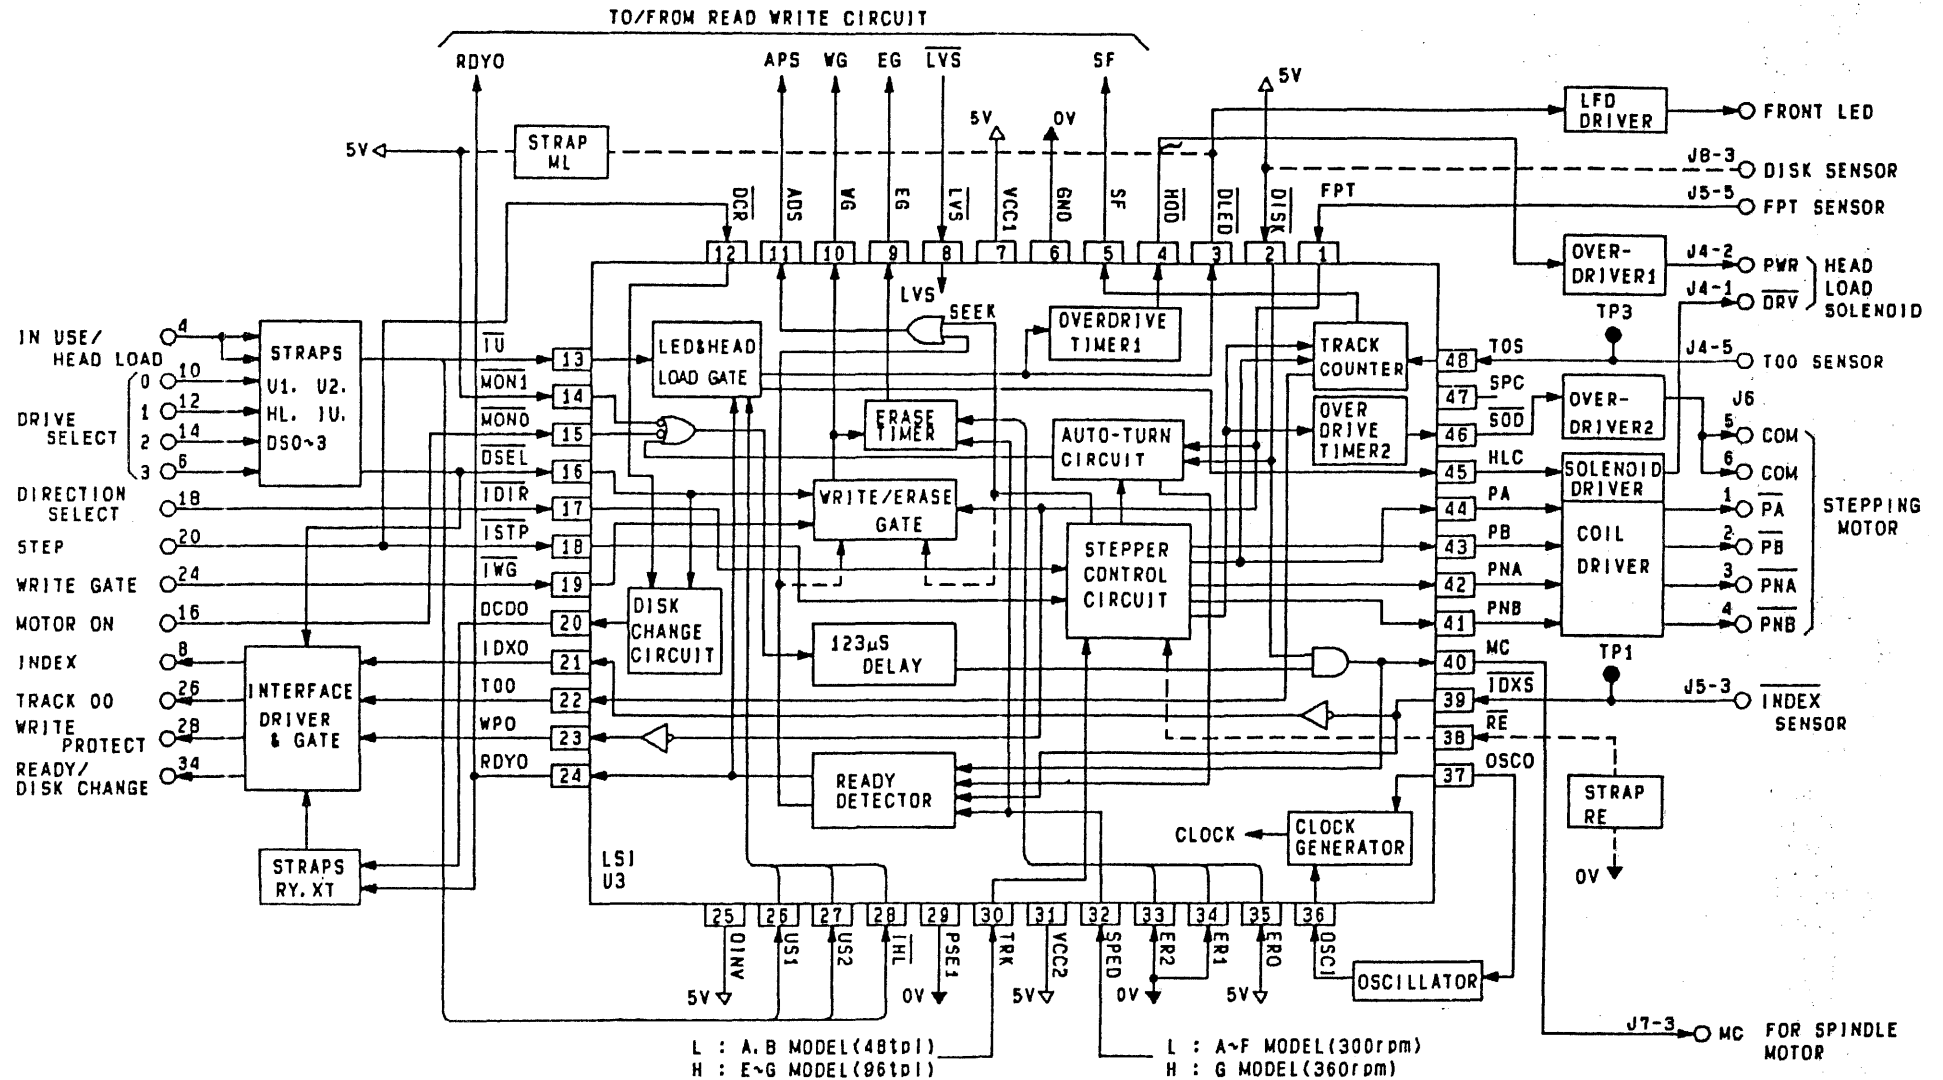 TO/FROM READ WRITE CIRCUIT
RDYO
APS
WG
EG
LVS
SF
5V
LFD
DRIVER
FRONT LED
5V
STRAP
ML
5V
0V
J8-3
DISK SENSOR
J5-5
FPT SENSOR
DCR
ADS
WG
EG
LVS
VCC1
GND
SF
HOD
DLED
DISK
FPT
12
11
10
9
8
7
6
5
4
3
2
1
LVS
OVER-
DRIVER1
J4-2
PWR
J4-1
DRV
HEAD
LOAD
SOLENOID
IN USE/
HEAD LOAD
4
0
10
1
12
2
14
3
6
DRIVE
SELECT
STRAPS
U1. U2.
HL. IU.
DS0~3
IU
13
MON1
14
MONO
15
DSEL
16
IDIR
17
ISTP
18
IWG
19
DCDO
20
IDXO
21
TOO
22
WPO
23
RDYO
24
DIRECTION
SELECT
18
STEP
20
WRITE GATE
24
MOTOR ON
16
INDEX
8
TRACK 00
26
WRITE
PROTECT
28
READY/
DISK CHANGE
34
INTERFACE
DRIVER
& GATE
STRAPS
RY. XT
LED&HEAD
LOAD GATE
SEEK
OVERDRIVE
TIMER1
TRACK
COUNTER
ERASE
TIMER
AUTO-TURN
CIRCUIT
OVER
DRIVE
TIMER2
WRITE/ERASE
GATE
STEPPER
CONTROL
CIRCUIT
DISK
CHANGE
CIRCUIT
123µS
DELAY
READY
DETECTOR
CLOCK
CLOCK
GENERATOR
LSI
U3
TP3
48
TOS
J4-5
TOO SENSOR
47
SPC
46
SOD
45
HLC
44
PA
43
PB
42
PNA
41
PNB
40
MC
39
IDXS
38
RE
37
OSCO
OVER-
DRIVER2
SOLENOID
DRIVER
COIL
DRIVER
J6
5
COM
6
COM
1
PA
2
PB
3
PNA
4
PNB
STEPPING
MOTOR
TP1
J5-3
INDEX
SENSOR
STRAP
RE
0V
25
26
27
28
29
30
31
32
33
34
35
36
DINV
US1
US2
IHL
PSE1
TRK
VCC2
SPED
ER2
ER1
ERO
OSCI
5V
0V
5V
0V
5V
OSCILLATOR
L : A.B MODEL(48tpi)
H : E~G MODEL(96tpi)
L : A~F MODEL(300rpm)
H : G MODEL(360rpm)
J7-3
MC
FOR SPINDLE
MOTOR